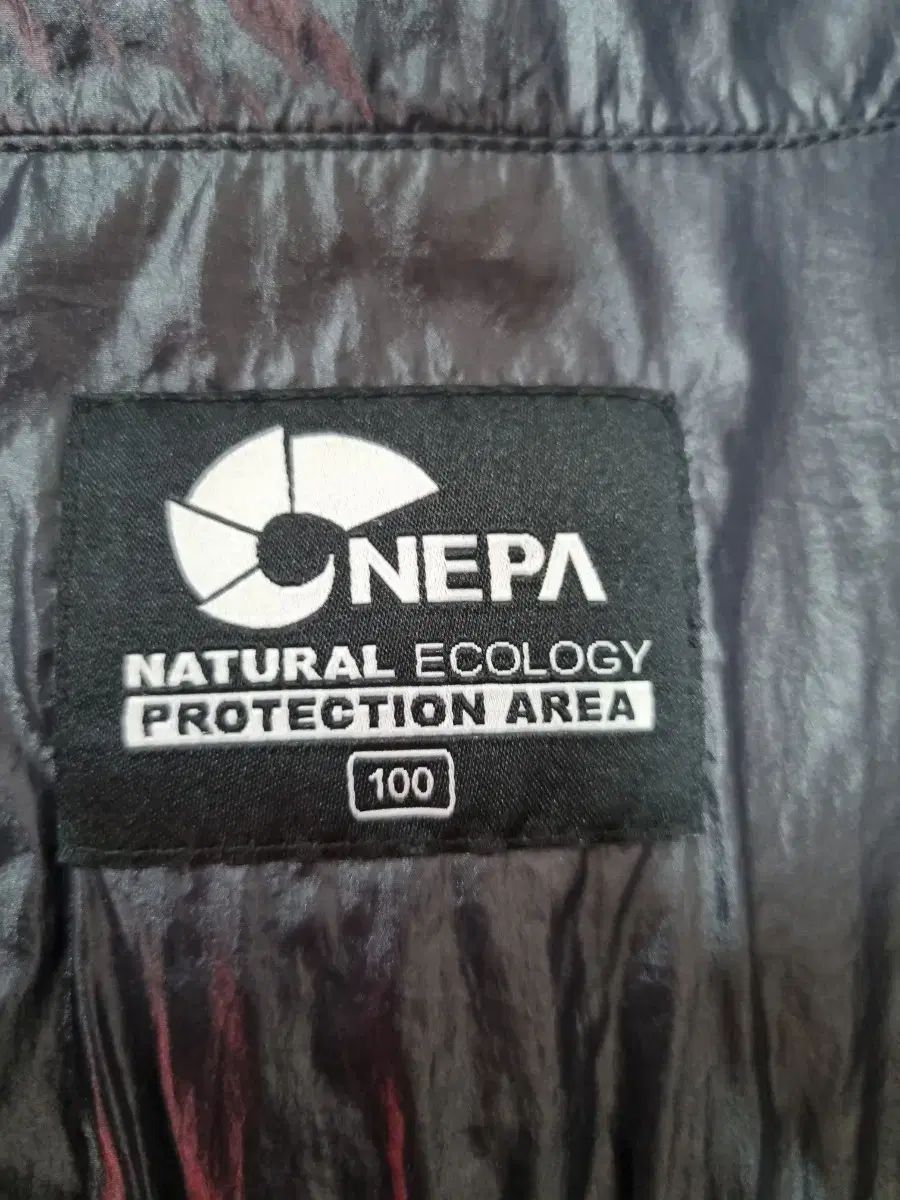 NEPA
NATURAL ECOLOGY
PROTECTION AREA
100